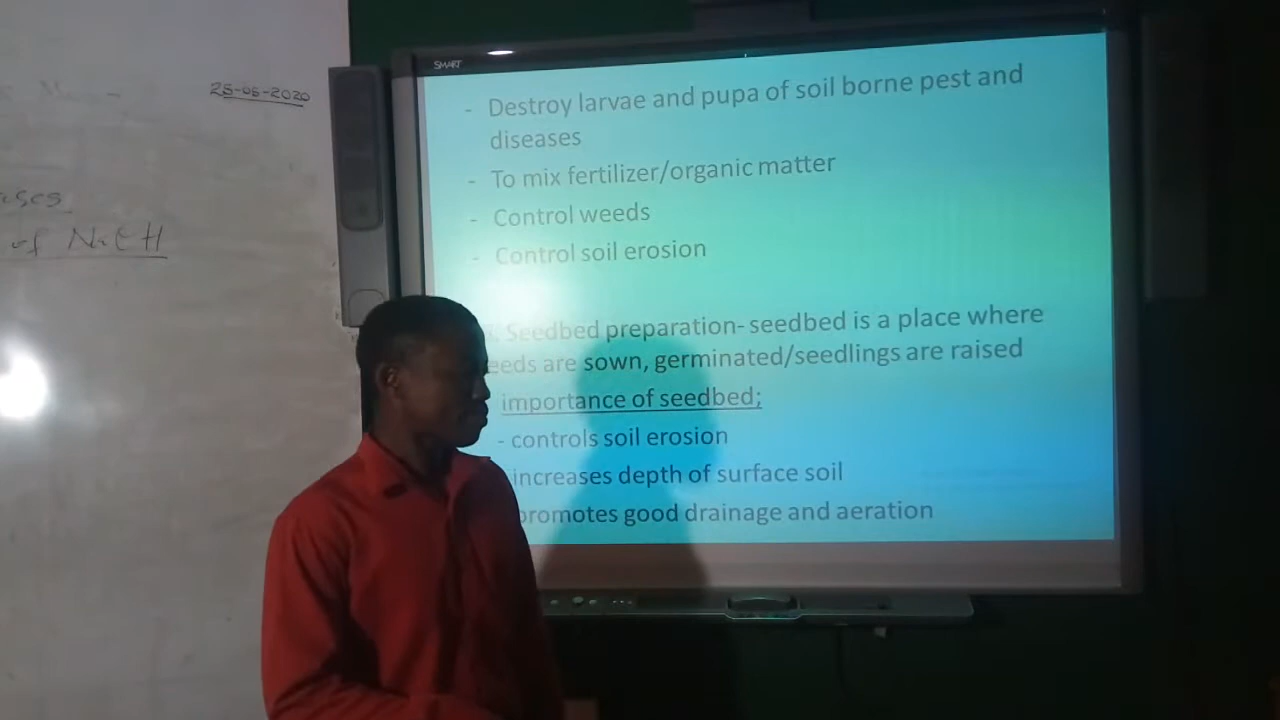 25-06-2020
of
SMART
- Destroy larvae and pupa of soil borne pest and
diseases
- To mix fertilizer/organic matter
- Control weeds
- Control soil erosion
Seedbed preparation- seedbed is a place where
eeds are sown, germinated/seedlings are raised
importance of seedbed;
- controls soil erosion
increases depth of surface soil
promotes good drainage and aeration